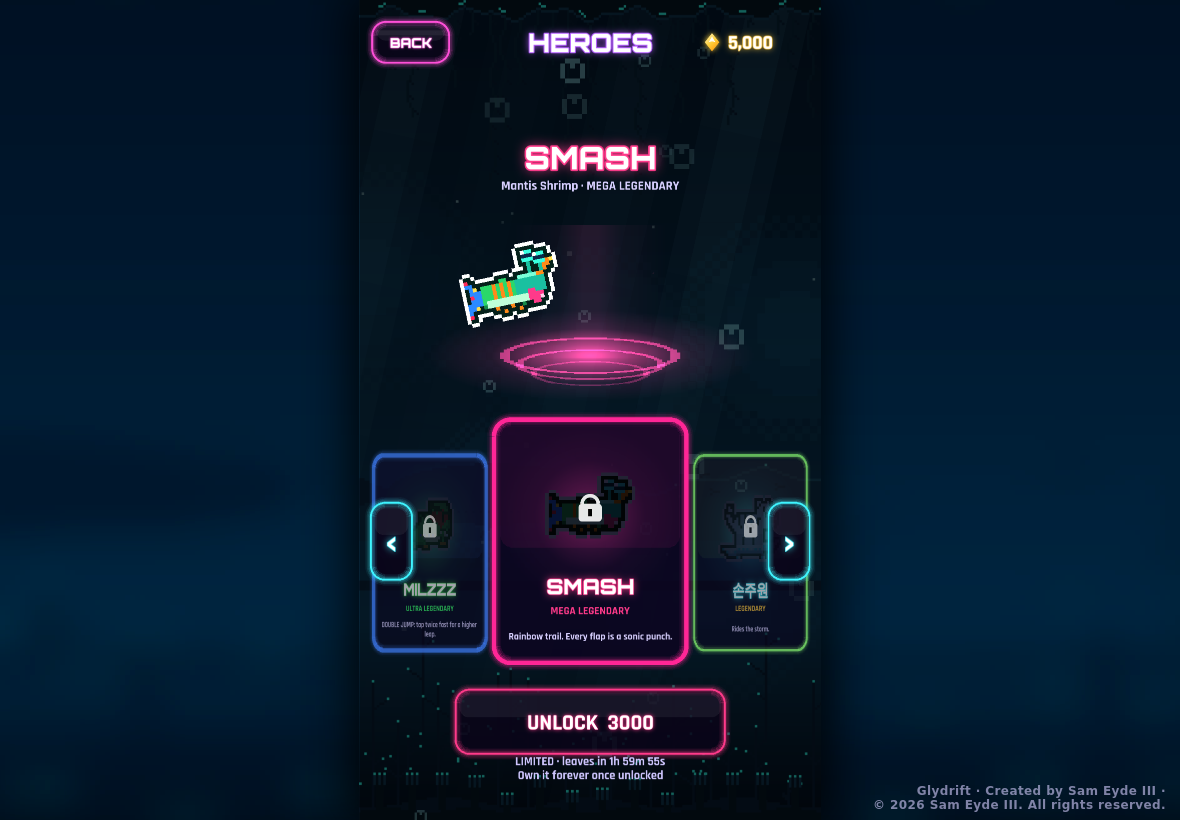 BACK
HEROES
5,000
SMASH
Mantis Shrimp · MEGA LEGENDARY
<
MILZZZ
ULTRA LEGENDARY
DOUBLE JUMP: tap twice fast for a higher
leap.
SMASH
MEGA LEGENDARY
Rainbow trail. Every flap is a sonic punch.
>
손주원
LEGENDARY
Rides the storm.
UNLOCK 3000
LIMITED · leaves in 1h 59m 55s
Own it forever once unlocked
Glydrift · Created by Sam Eyde III ·
© 2026 Sam Eyde III. All rights reserved.